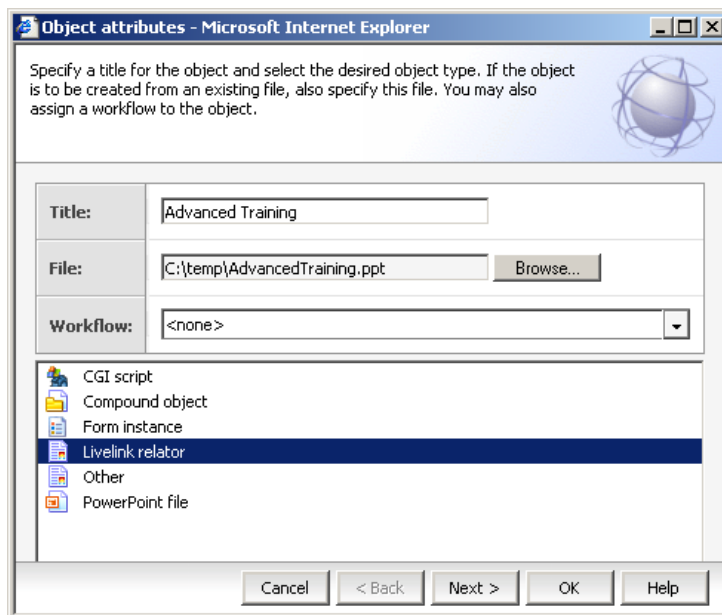 Object attributes - Microsoft Internet Explorer
Specify a title for the object and select the desired object type. If the object
is to be created from an existing file, also specify this file. You may also
assign a workflow to the object.
Title: Advanced Training
File: C:\temp\AdvancedTraining.ppt Browse...
Workflow: <none>
CGI script
Compound object
Form instance
Livelink relator
Other
PowerPoint file
Cancel < Back Next > OK Help